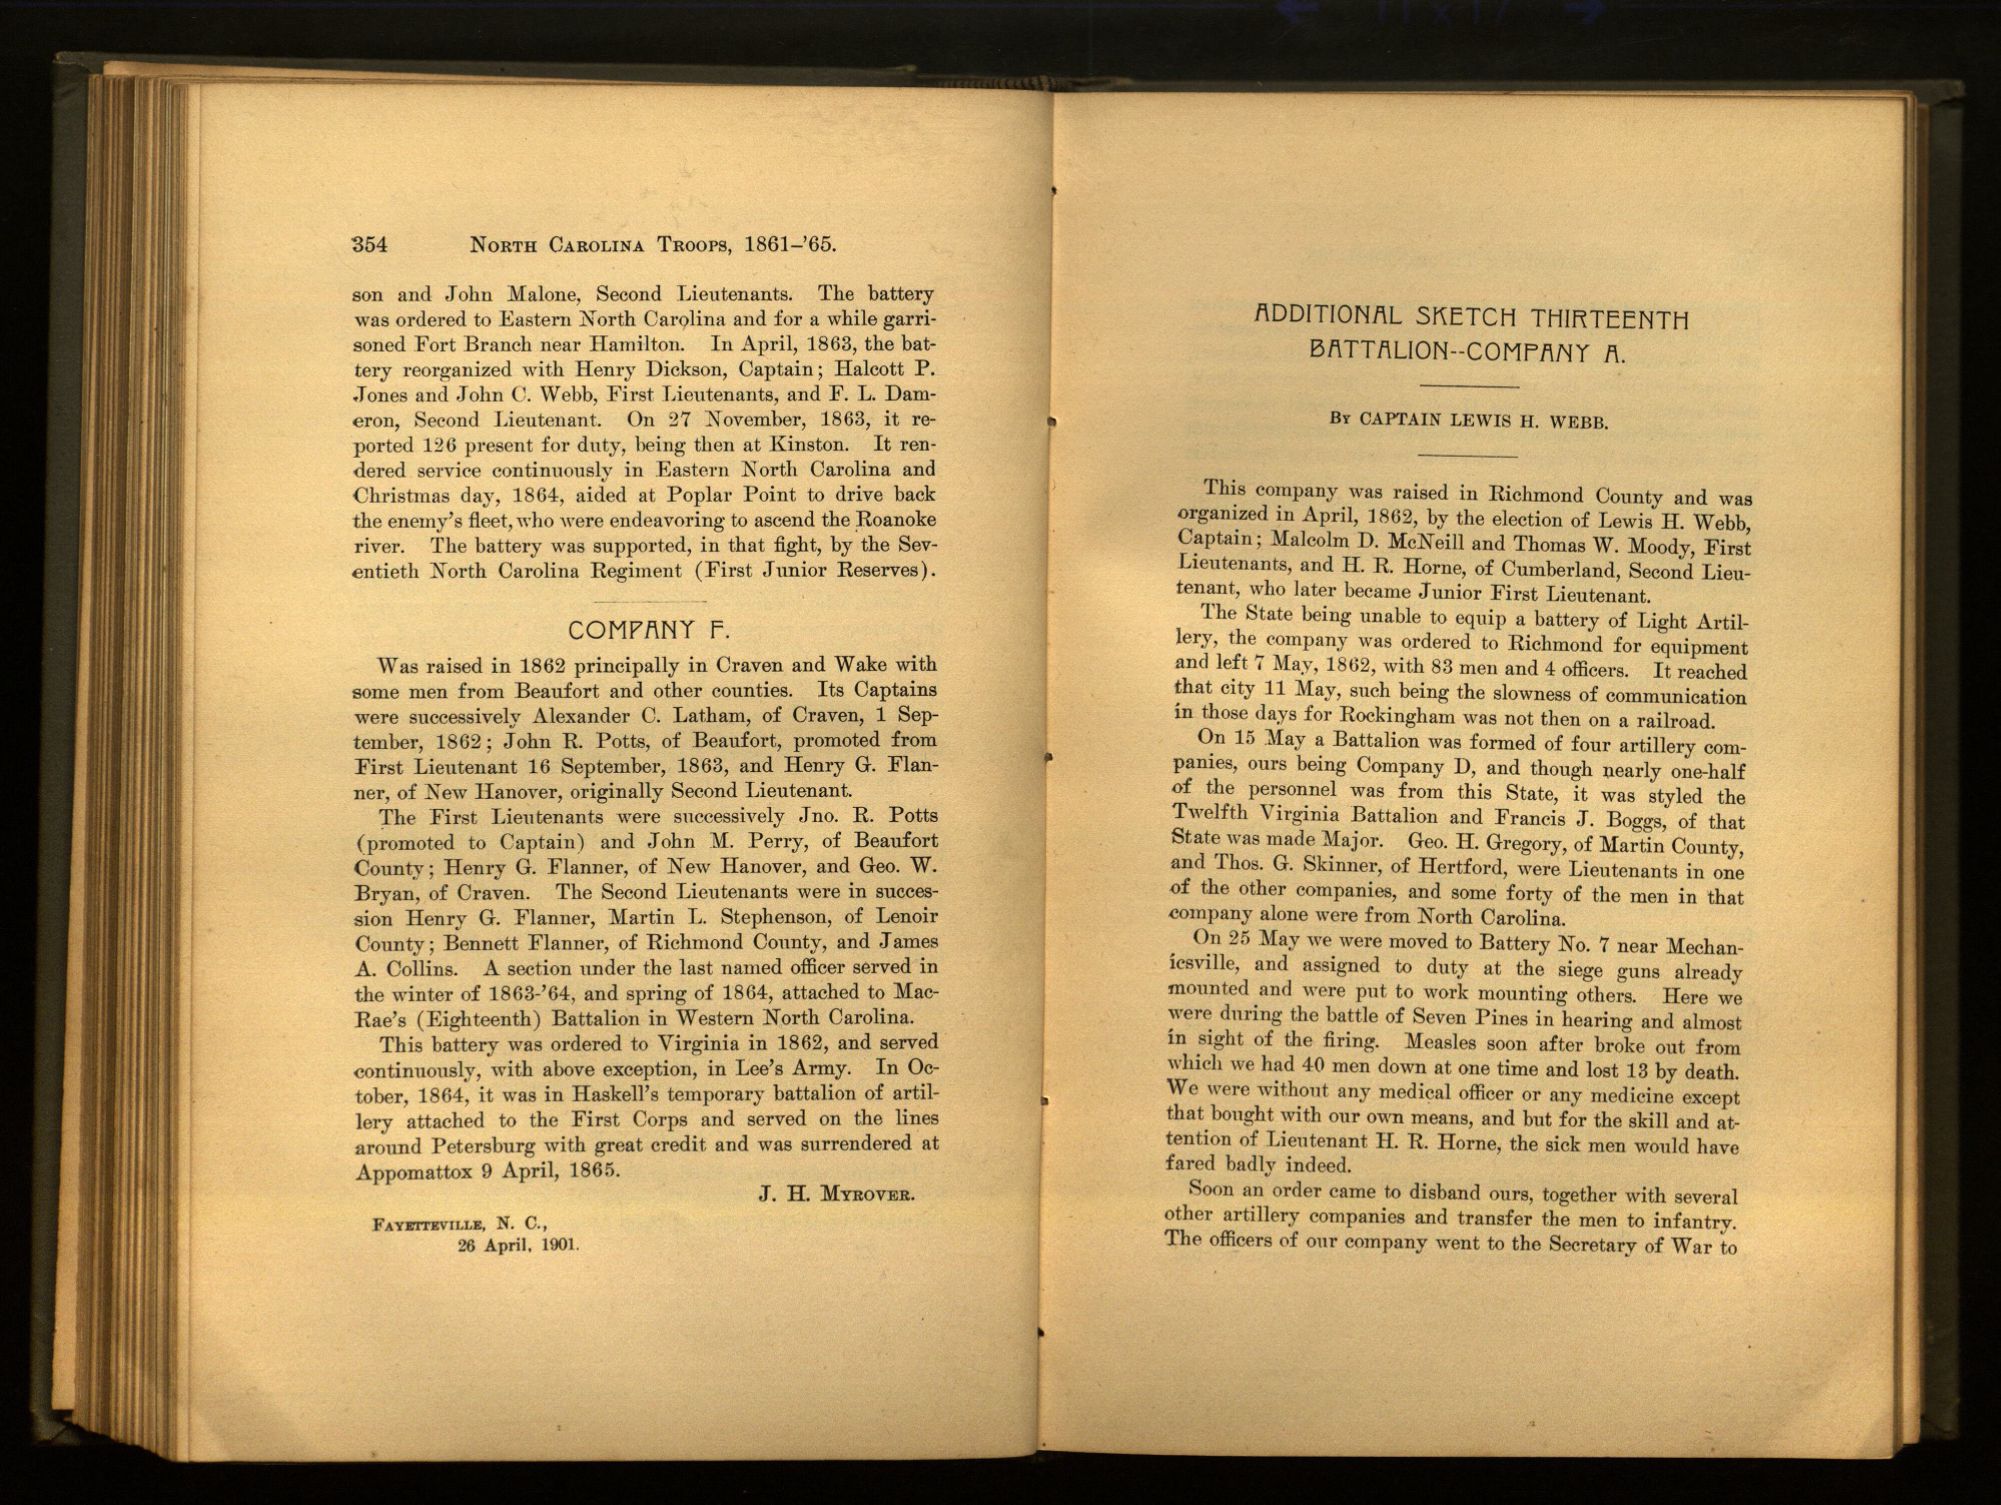 354 NORTH CAROLINA TROOPS, 1861-'65.
son and John Malone, Second Lieutenants. The battery
was ordered to Eastern North Carolina and for a while garri-
soned Fort Branch near Hamilton. In April, 1863, the bat-
tery reorganized with Henry Dickson, Captain; Halcott P.
Jones and John C. Webb, First Lieutenants, and F. L. Dam-
eron, Second Lieutenant. On 27 November, 1863, it re-
ported 126 present for duty, being then at Kinston. It ren-
dered service continuously in Eastern North Carolina and
Christmas day, 1864, aided at Poplar Point to drive back
the enemy's fleet, who were endeavoring to ascend the Roanoke
river. The battery was supported, in that fight, by the Sev-
entieth North Carolina Regiment (First Junior Reserves).
COMPANY F.
Was raised in 1862 principally in Craven and Wake with
some men from Beaufort and other counties. Its Captains
were successively Alexander C. Latham, of Craven, 1 Sep-
tember, 1862; John R. Potts, of Beaufort, promoted from
First Lieutenant 16 September, 1863, and Henry G. Flan-
ner, of New Hanover, originally Second Lieutenant.
The First Lieutenants were successively Jno. R. Potts
(promoted to Captain) and John M. Perry, of Beaufort
County; Henry G. Flanner, of New Hanover, and Geo. W.
Bryan, of Craven. The Second Lieutenants were in succes-
sion Henry G. Flanner, Martin L. Stephenson, of Lenoir
County; Bennett Flanner, of Richmond County, and James
A. Collins. A section under the last named officer served in
the winter of 1863-'64, and spring of 1864, attached to Mac-
Rae's (Eighteenth) Battalion in Western North Carolina.
This battery was ordered to Virginia in 1862, and served
continuously, with above exception, in Lee's Army. In Oc-
tober, 1864, it was in Haskell's temporary battalion of artil-
lery attached to the First Corps and served on the lines
around Petersburg with great credit and was surrendered at
Appomattox 9 April, 1865.
J. H. MYROVER.
FAYETTEVILLE, N. C.,
26 April, 1901.
ADDITIONAL SKETCH THIRTEENTH
BATTALION--COMPANY A.
BY CAPTAIN LEWIS H. WEBB.
This company was raised in Richmond County and was
organized in April, 1862, by the election of Lewis H. Webb,
Captain; Malcolm D. McNeill and Thomas W. Moody, First
Lieutenants, and H. R. Horne, of Cumberland, Second Lieu-
tenant, who later became Junior First Lieutenant.
The State being unable to equip a battery of Light Artil-
lery, the company was ordered to Richmond for equipment
and left 7 May, 1862, with 83 men and 4 officers. It reached
that city 11 May, such being the slowness of communication
in those days for Rockingham was not then on a railroad.
On 15 May a Battalion was formed of four artillery com-
panies, ours being Company D, and though nearly one-half
of the personnel was from this State, it was styled the
Twelfth Virginia Battalion and Francis J. Boggs, of that
State was made Major. Geo. H. Gregory, of Martin County,
and Thos. G. Skinner, of Hertford, were Lieutenants in one
of the other companies, and some forty of the men in that
company alone were from North Carolina.
On 25 May we were moved to Battery No. 7 near Mechan-
icsville, and assigned to duty at the siege guns already
mounted and were put to work mounting others. Here we
were during the battle of Seven Pines in hearing and almost
in sight of the firing. Measles soon after broke out from
which we had 40 men down at one time and lost 13 by death.
We were without any medical officer or any medicine except
that bought with our own means, and but for the skill and at-
tention of Lieutenant H. R. Horne, the sick men would have
fared badly indeed.
Soon an order came to disband ours, together with several
other artillery companies and transfer the men to infantry.
The officers of our company went to the Secretary of War to